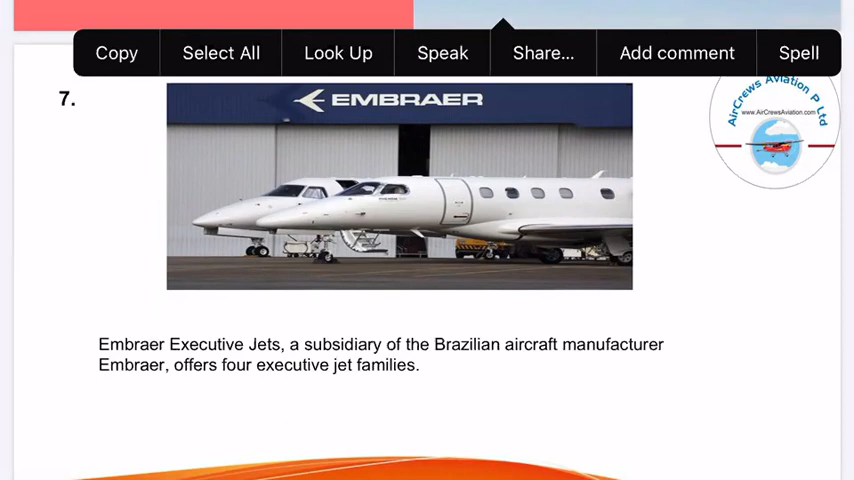 Copy
Select All
Look Up
Speak
Share...
Add comment
Spell
7.
EMBRAER
AirCrews Aviation P Ltd
www.AirCrewsAviation.com
Embraer Executive Jets, a subsidiary of the Brazilian aircraft manufacturer
Embraer, offers four executive jet families.